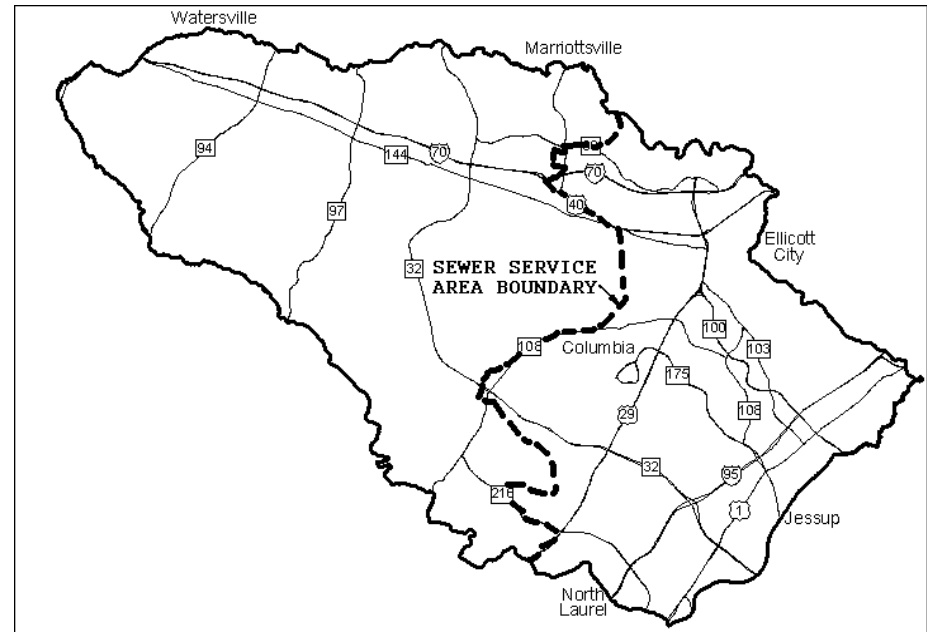 Watersville
Marriottsville
94
144
70
70
97
40
Ellicott
City
32
SEWER SERVICE
AREA BOUNDARY
108
Columbia
100
103
175
29
108
32
95
216
1
Jessup
North
Laurel